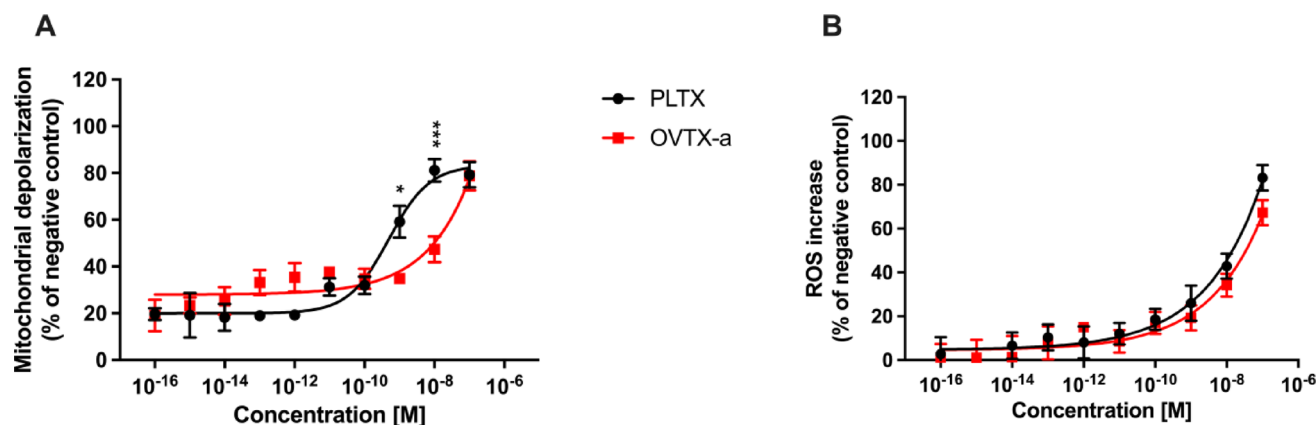 A
Mitochondrial depolarization
(% of negative control)
120
100
80
60
40
20
0
*
***
10-16
10-14
10-12
10-10
10-8
10-6
Concentration [M]
PLTX
OVTX-a
B
ROS increase
(% of negative control)
120
100
80
60
40
20
0
10-16
10-14
10-12
10-10
10-8
10-6
Concentration [M]